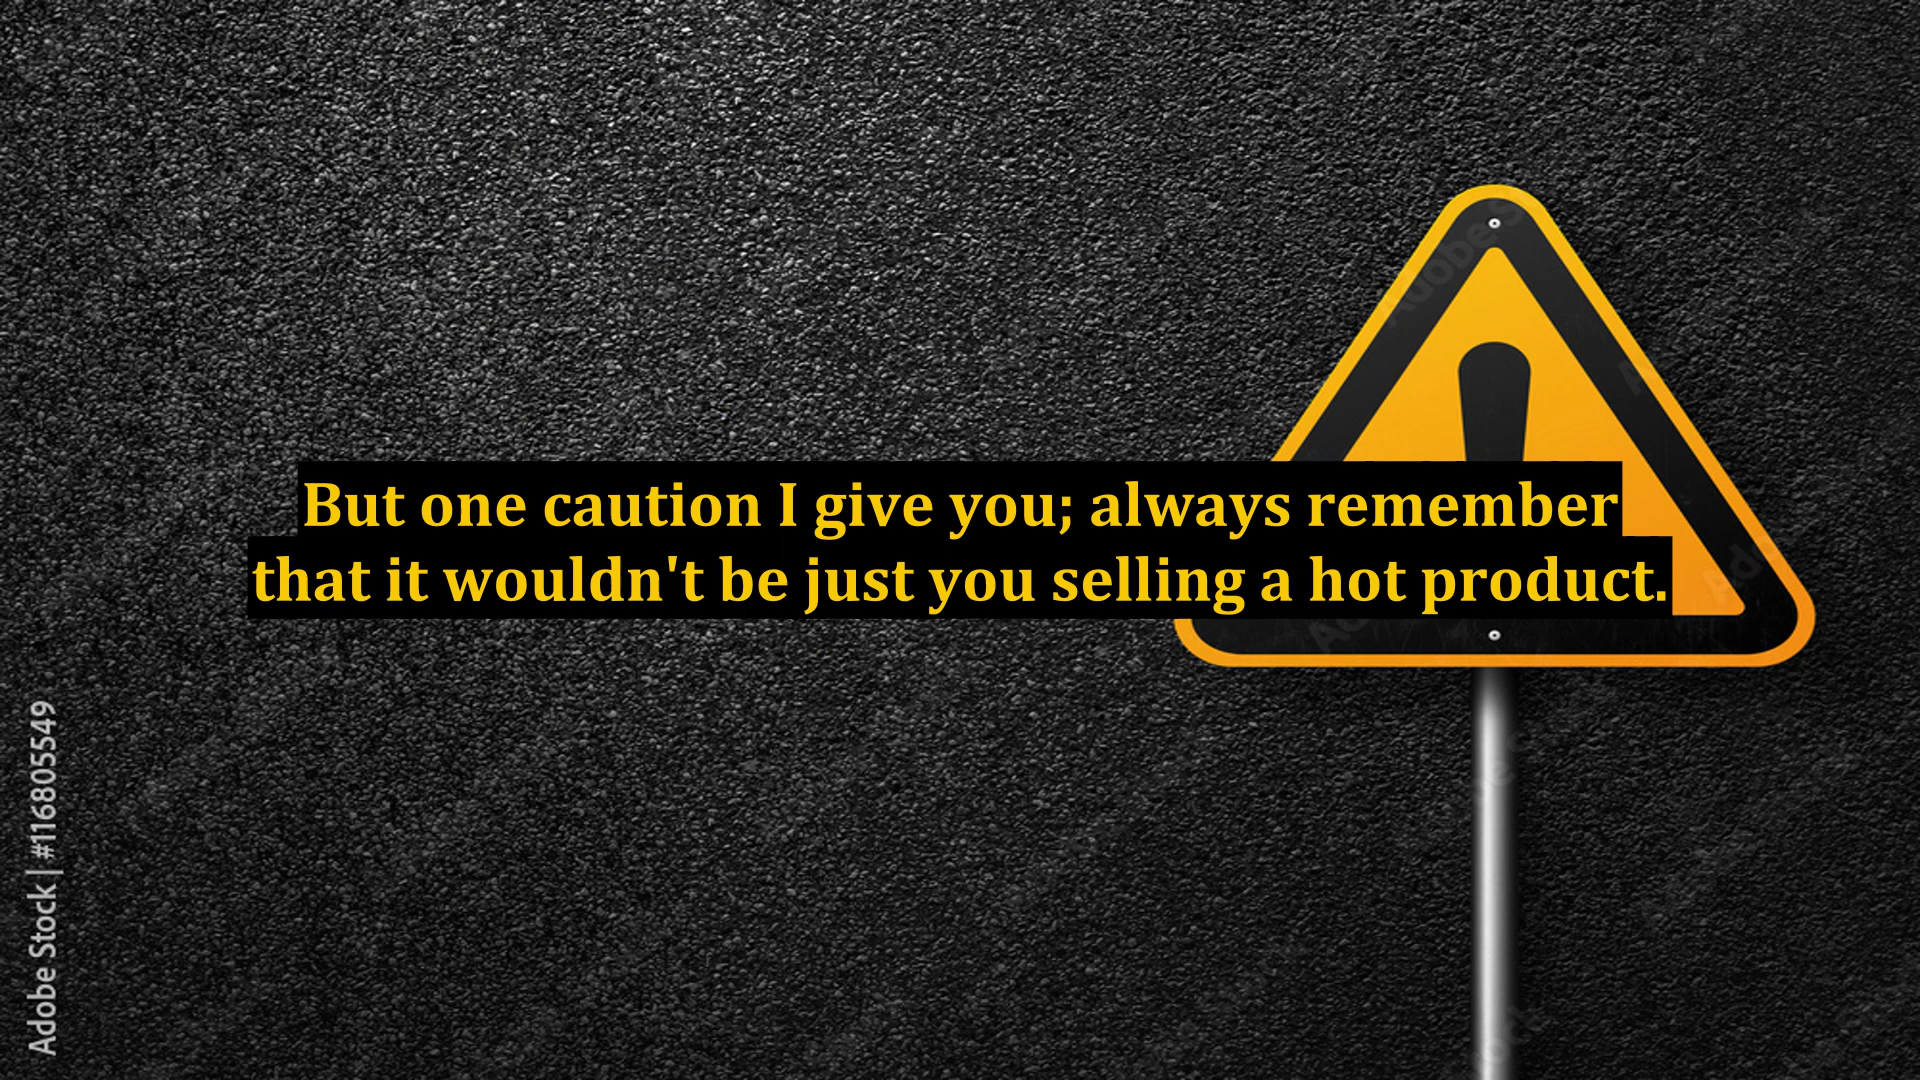 But one caution I give you; always remember
that it wouldn't be just you selling a hot product.
Adobe Stock | #116805549